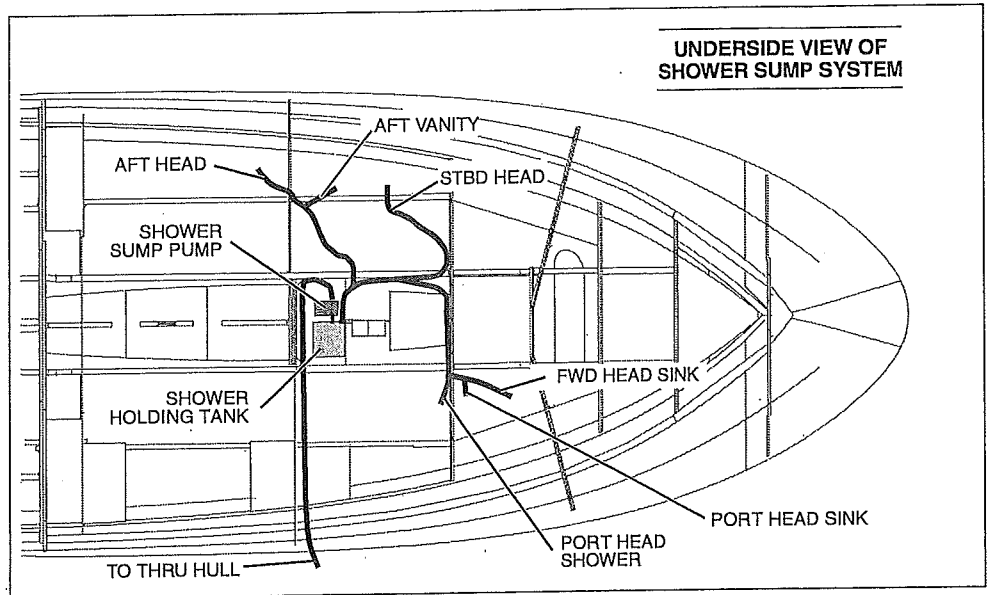 UNDERSIDE VIEW OF
SHOWER SUMP SYSTEM
AFT VANITY
AFT HEAD
STBD HEAD
SHOWER
SUMP PUMP
FWD HEAD SINK
SHOWER
HOLDING TANK
PORT HEAD SINK
PORT HEAD
SHOWER
TO THRU HULL